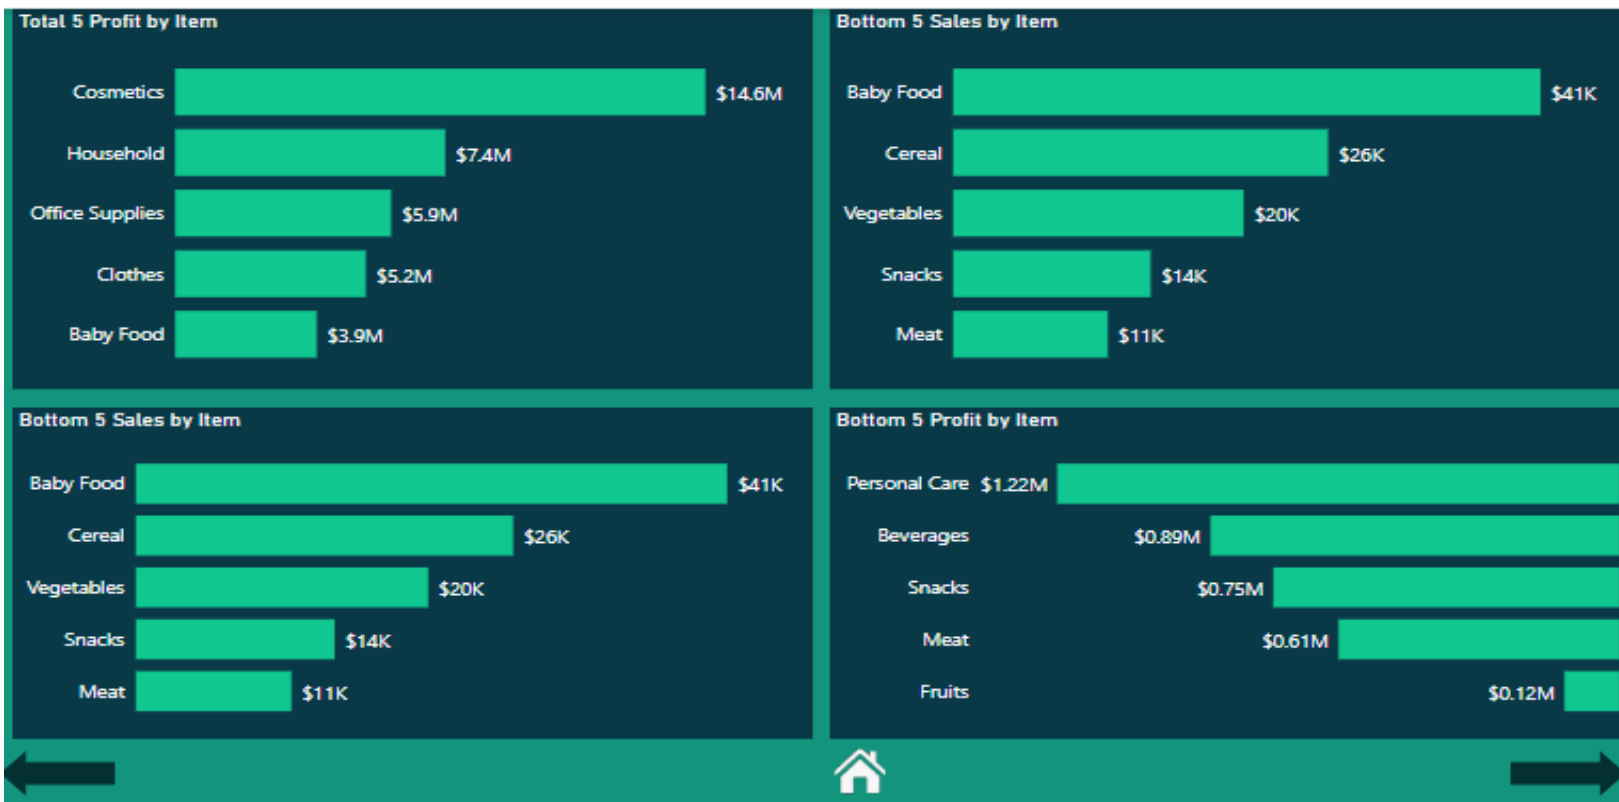 Total 5 Profit by Item
Cosmetics $14.6M
Household $7.4M
Office Supplies $5.9M
Clothes $5.2M
Baby Food $3.9M
Bottom 5 Sales by Item
Baby Food $41K
Cereal $26K
Vegetables $20K
Snacks $14K
Meat $11K
Bottom 5 Sales by Item
Baby Food $41K
Cereal $26K
Vegetables $20K
Snacks $14K
Meat $11K
Bottom 5 Profit by Item
Personal Care $1.22M
Beverages $0.89M
Snacks $0.75M
Meat $0.61M
Fruits $0.12M